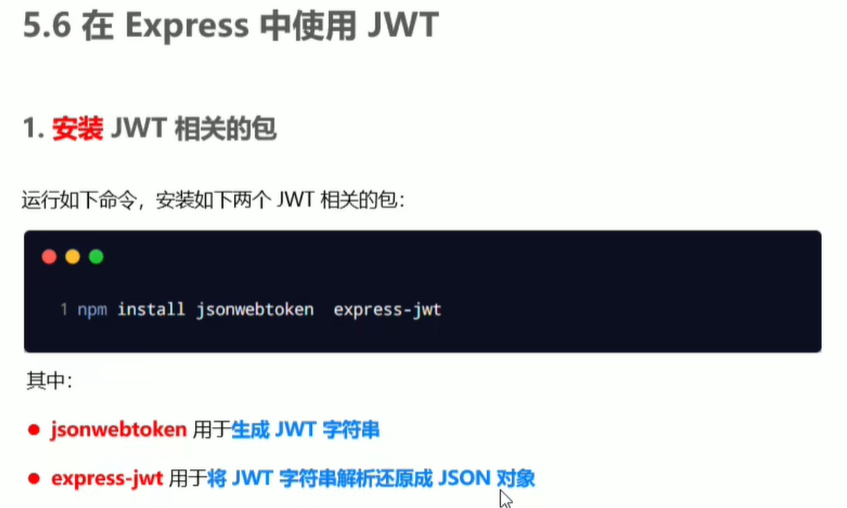 5.6 在 Express 中使用 JWT
1. 安装 JWT 相关的包
运行如下命令，安装如下两个 JWT 相关的包：
1 npm install jsonwebtoken  express-jwt
其中：
● jsonwebtoken 用于生成 JWT 字符串
● express-jwt 用于将 JWT 字符串解析还原成 JSON 对象